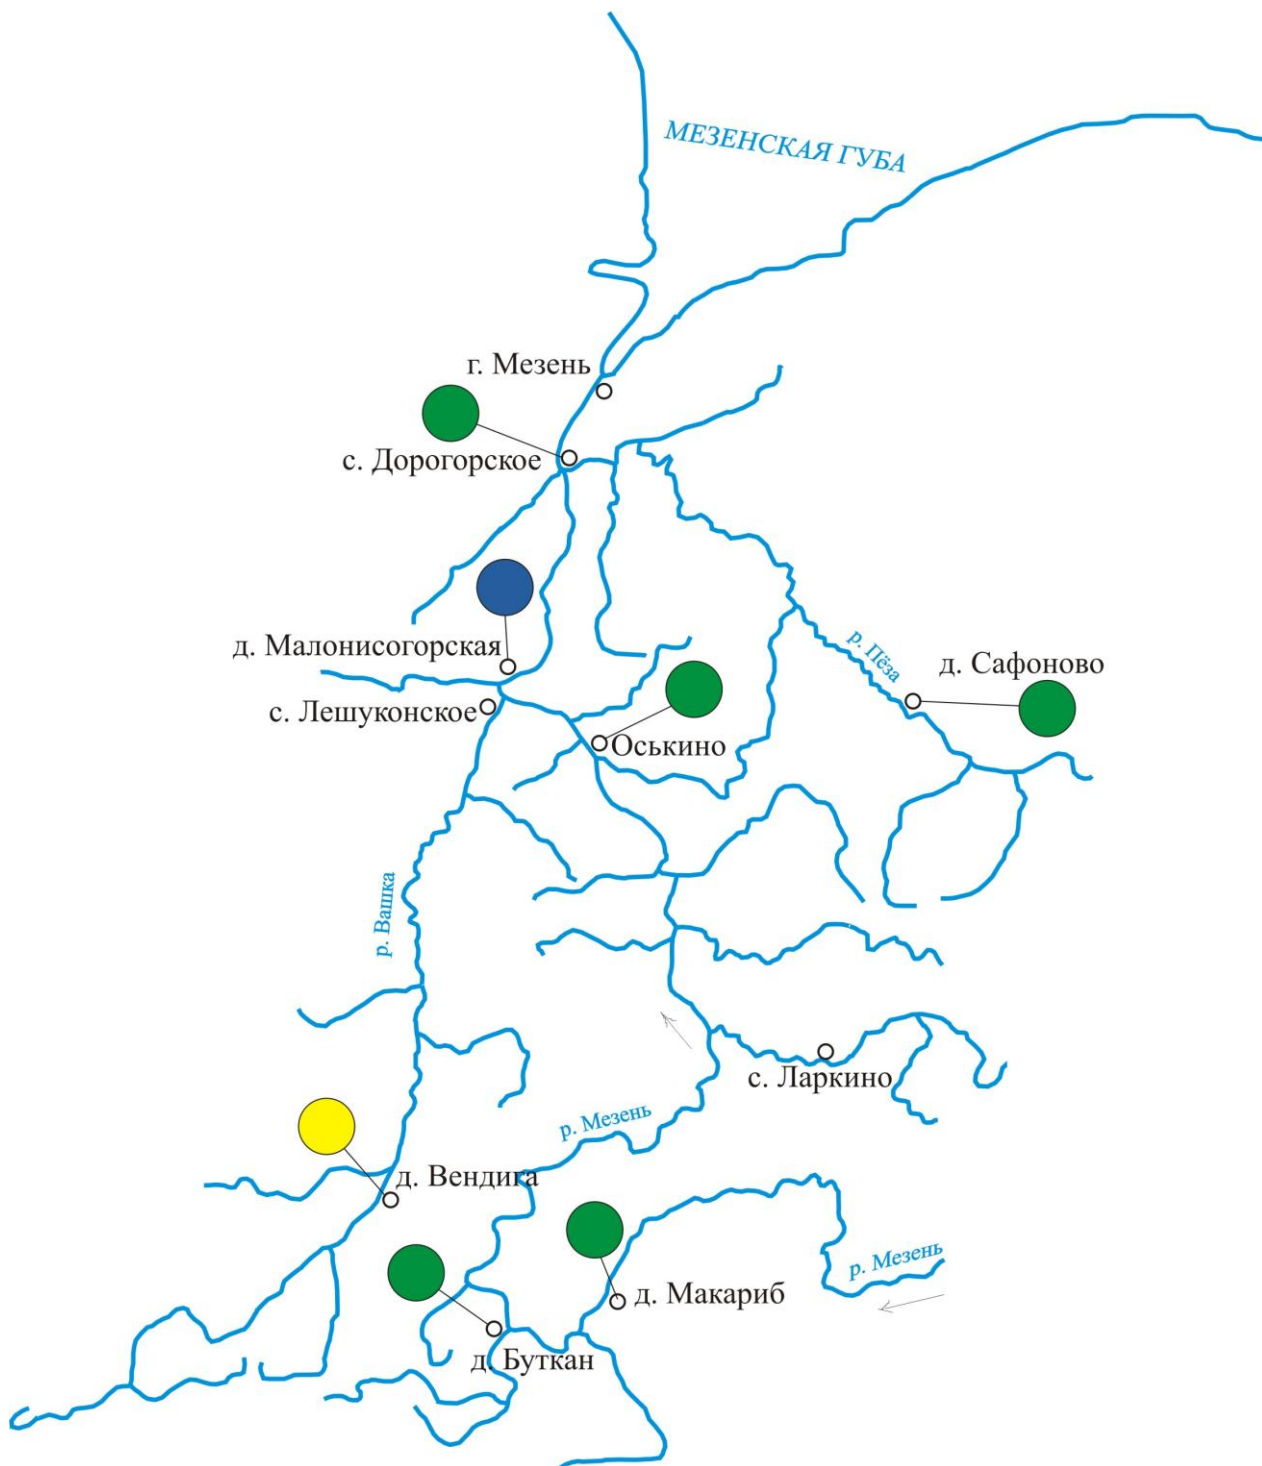 МЕЗЕНСКАЯ ГУБА
г. Мезень
с. Дорогорское
д. Малонисогорская
р. Пёза
д. Сафоново
с. Лешуконское
Оськино
р. Вашка
с. Ларкино
р. Мезень
д. Вендига
р. Мезень
д. Макариб
д. Буткан